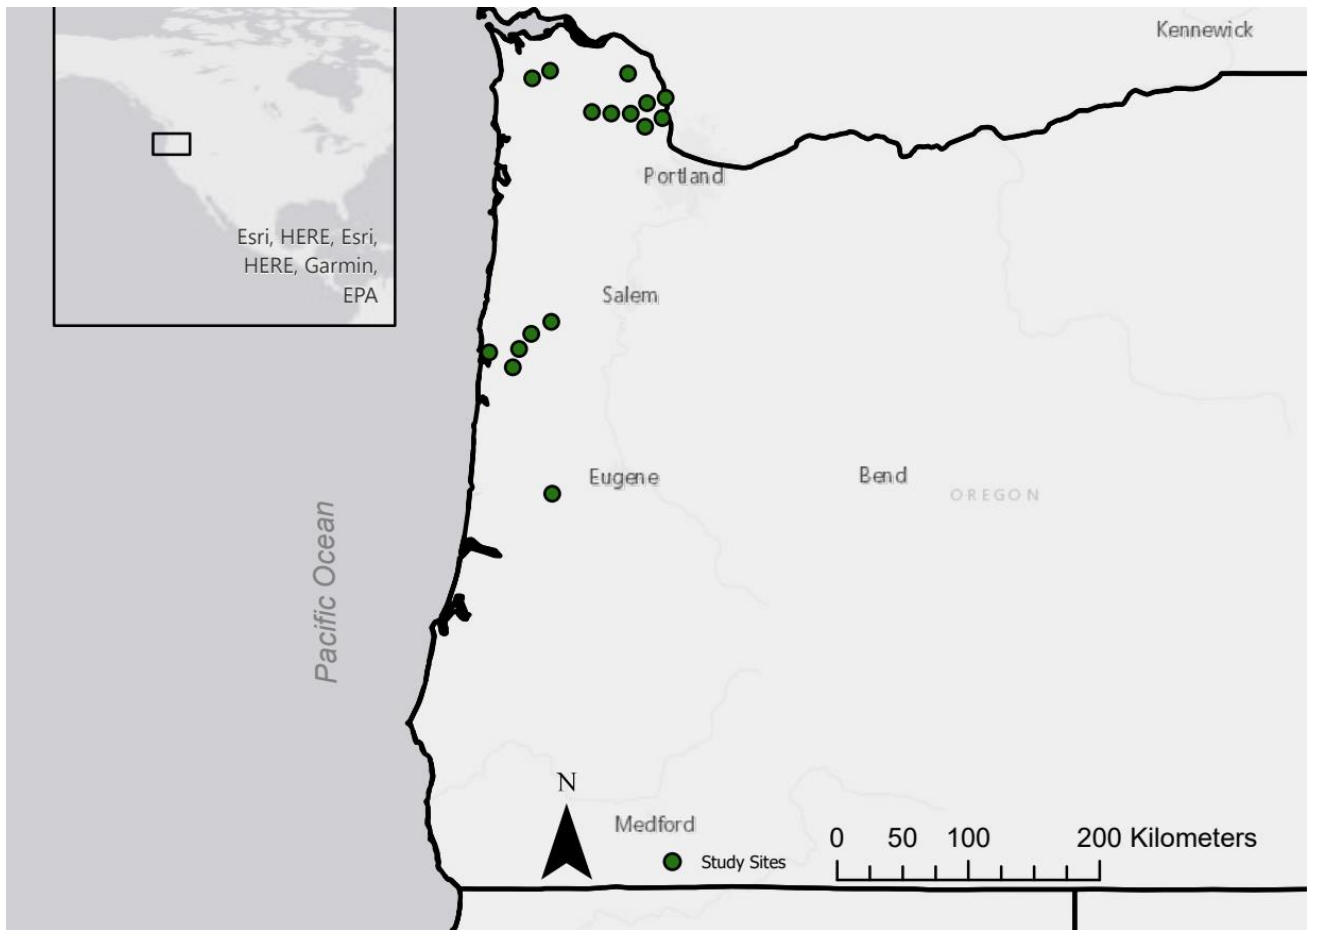 Kennewick
Portland
Esri, HERE, Esri,
HERE, Garmin,
EPA
Salem
Eugene
Bend
OREGON
Pacific Ocean
N
Medford
0 50 100 200 Kilometers
Study Sites